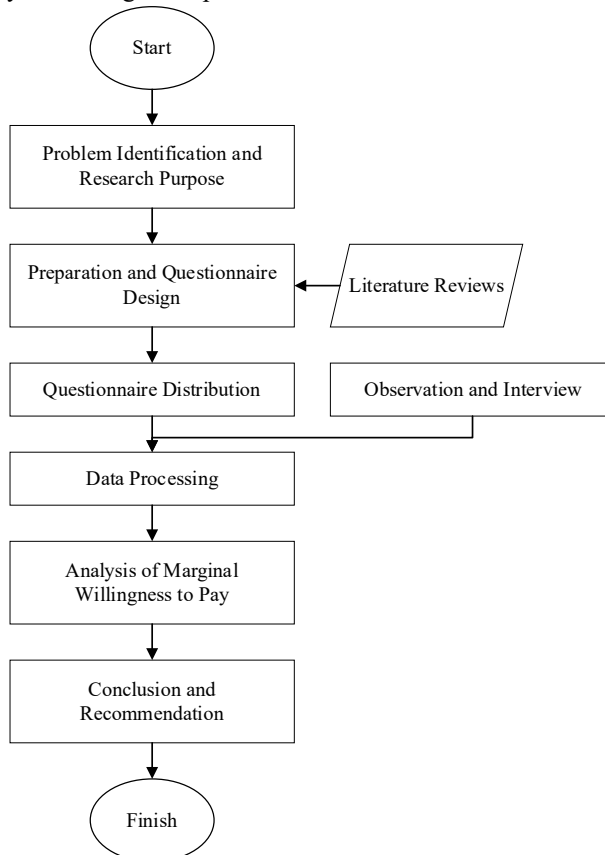 Start
Problem Identification and
Research Purpose
Preparation and Questionnaire
Design
Literature Reviews
Questionnaire Distribution
Observation and Interview
Data Processing
Analysis of Marginal
Willingness to Pay
Conclusion and
Recommendation
Finish